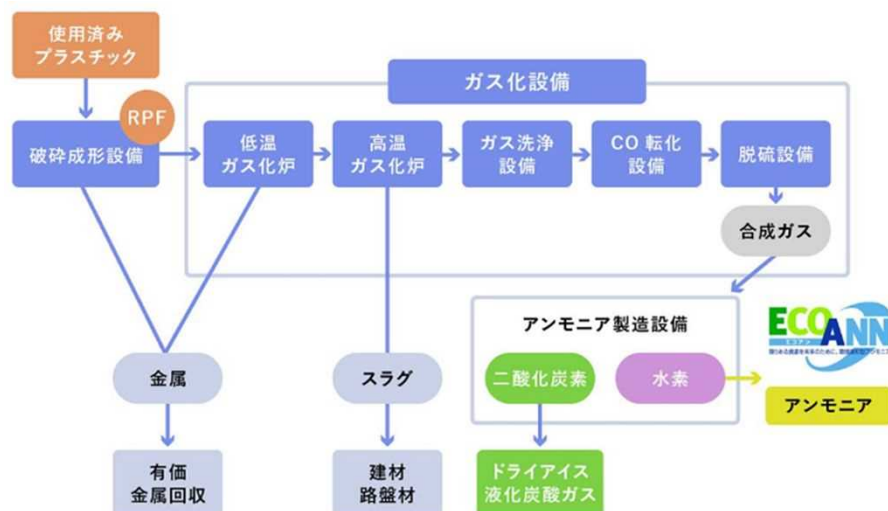 使用済み
プラスチック
RPF
破砕成形設備
ガス化設備
低温
ガス化炉
高温
ガス化炉
ガス洗浄
設備
CO 転化
設備
脱硫設備
合成ガス
アンモニア製造設備
二酸化炭素
水素
ECOANN
エコアン
アンモニア
金属
スラグ
有価
金属回収
建材
路盤材
ドライアイス
液化炭酸ガス